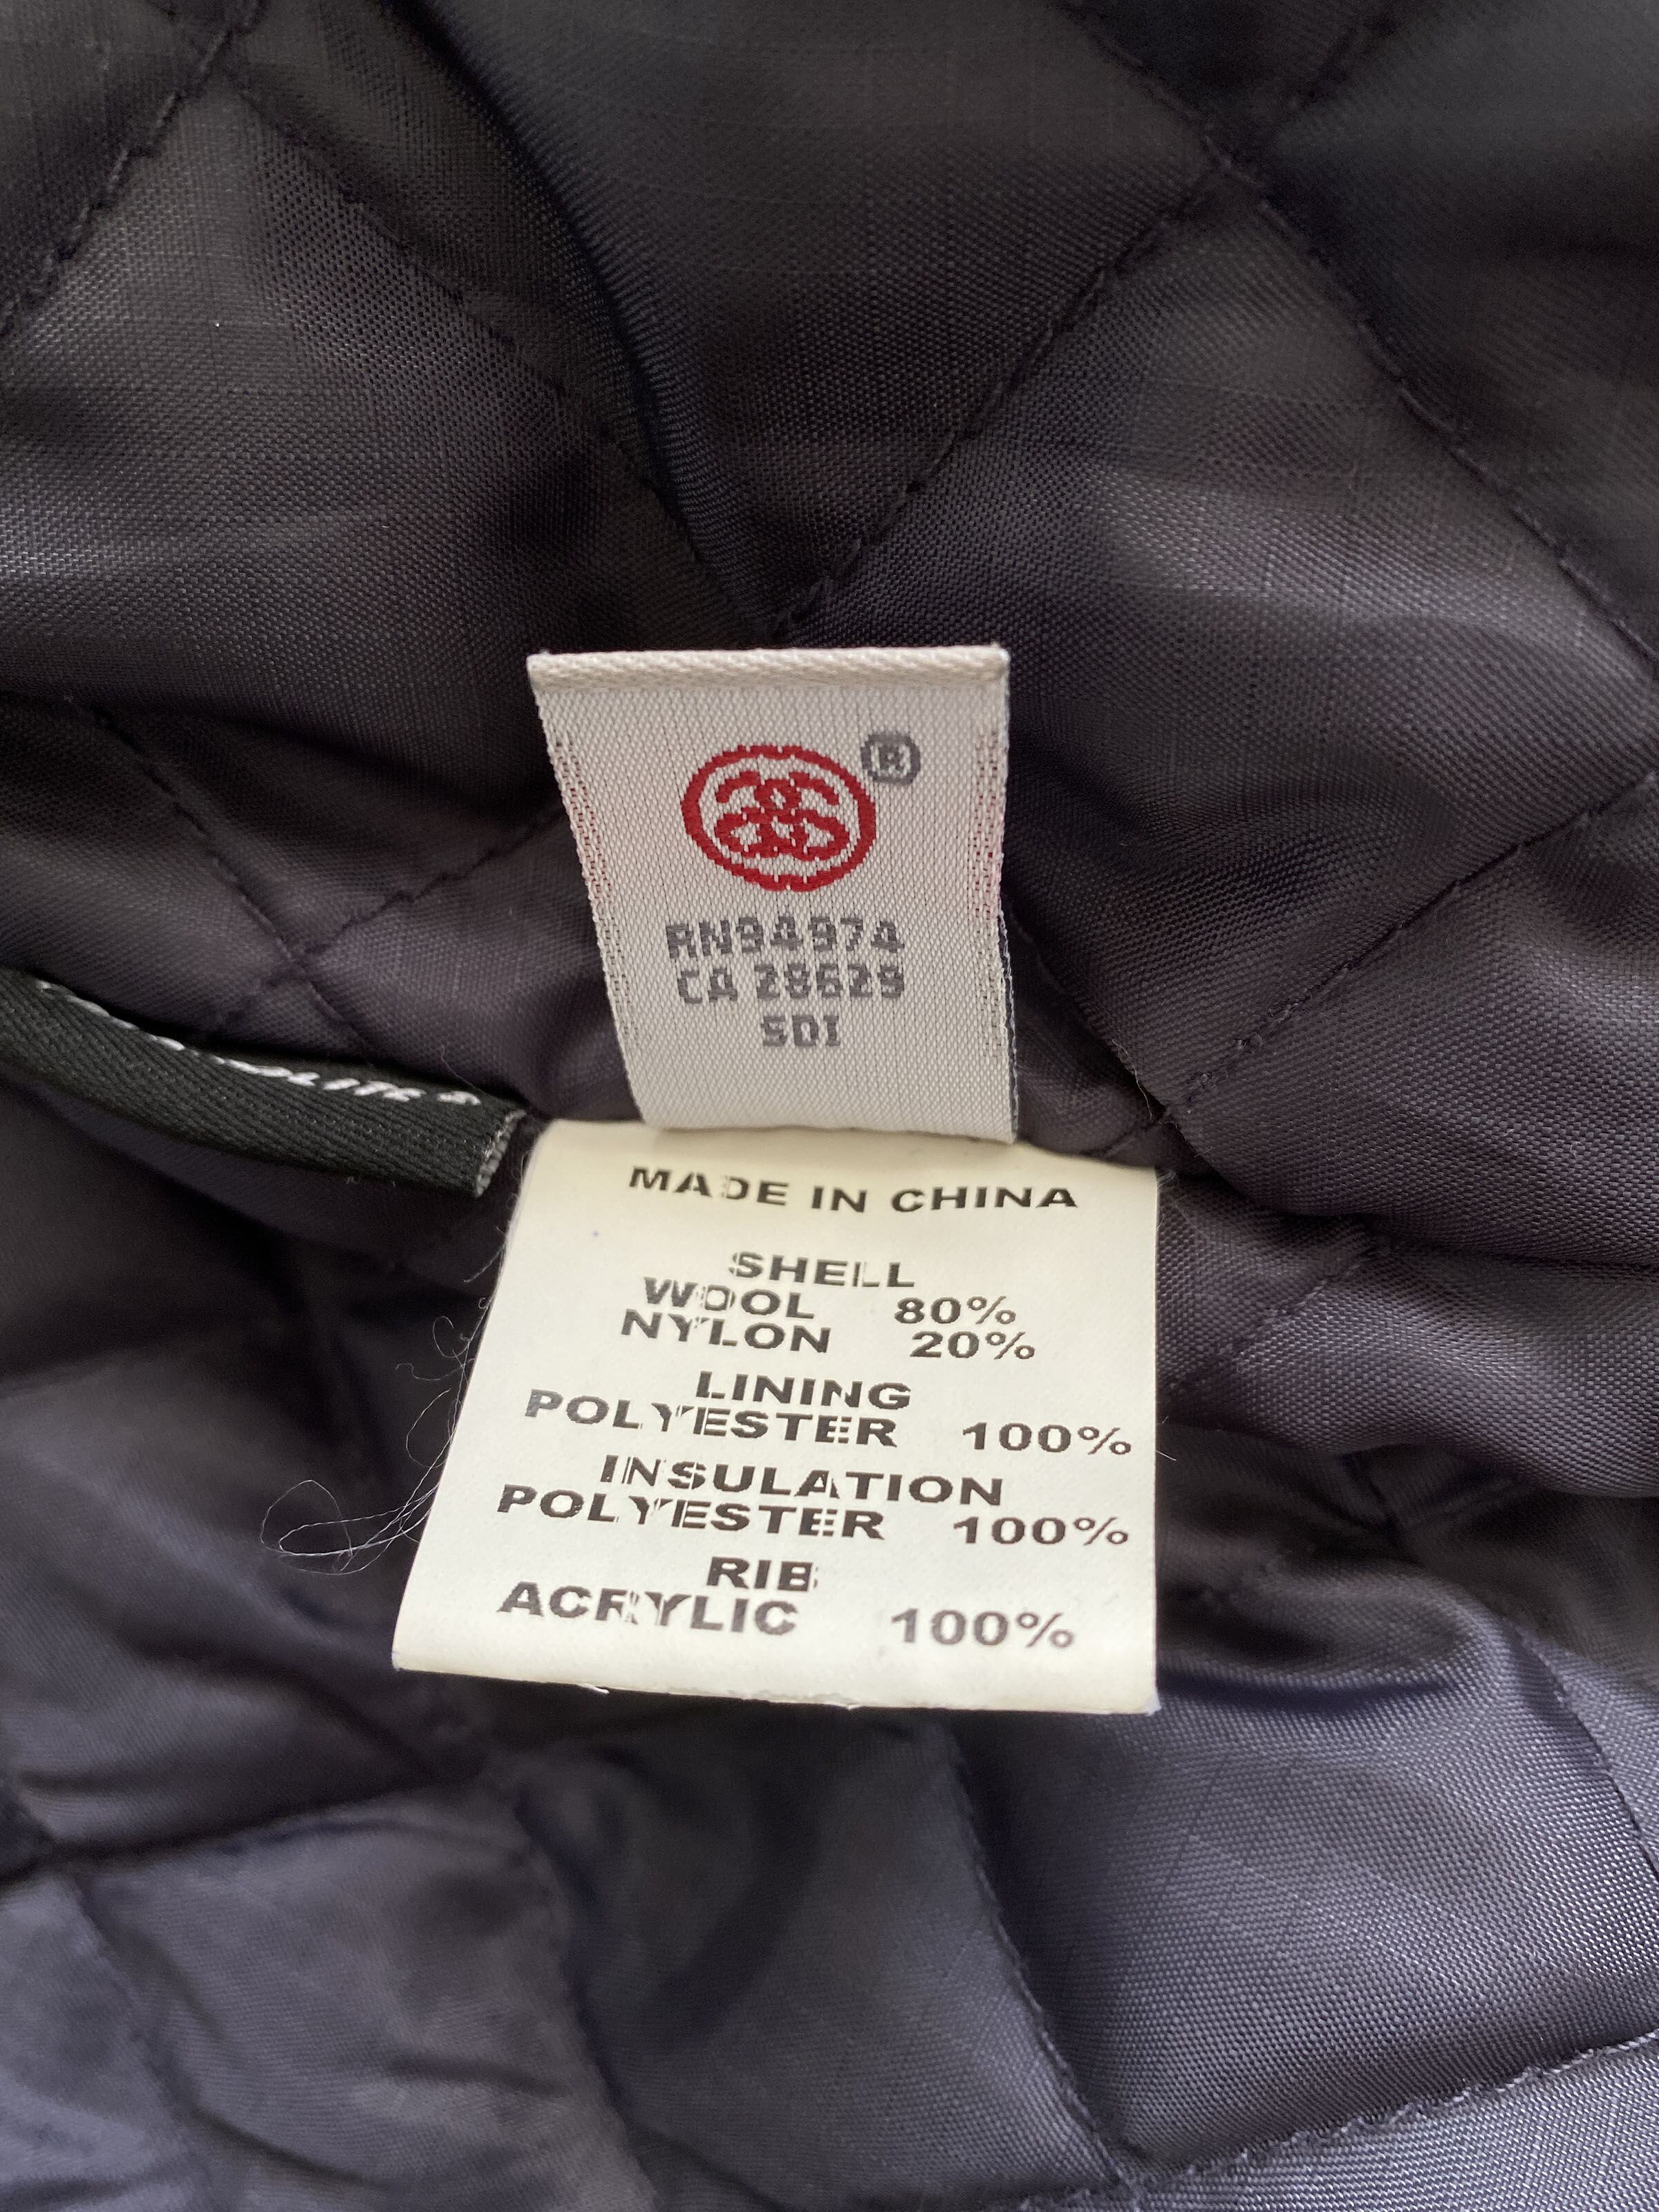 ®
RN94974
CA 28629
SDI
MADE IN CHINA
SHELL
WOOL 80%
NYLON 20%
LINING
POLYESTER 100%
INSULATION
POLYESTER 100%
RIB
ACRYLIC 100%